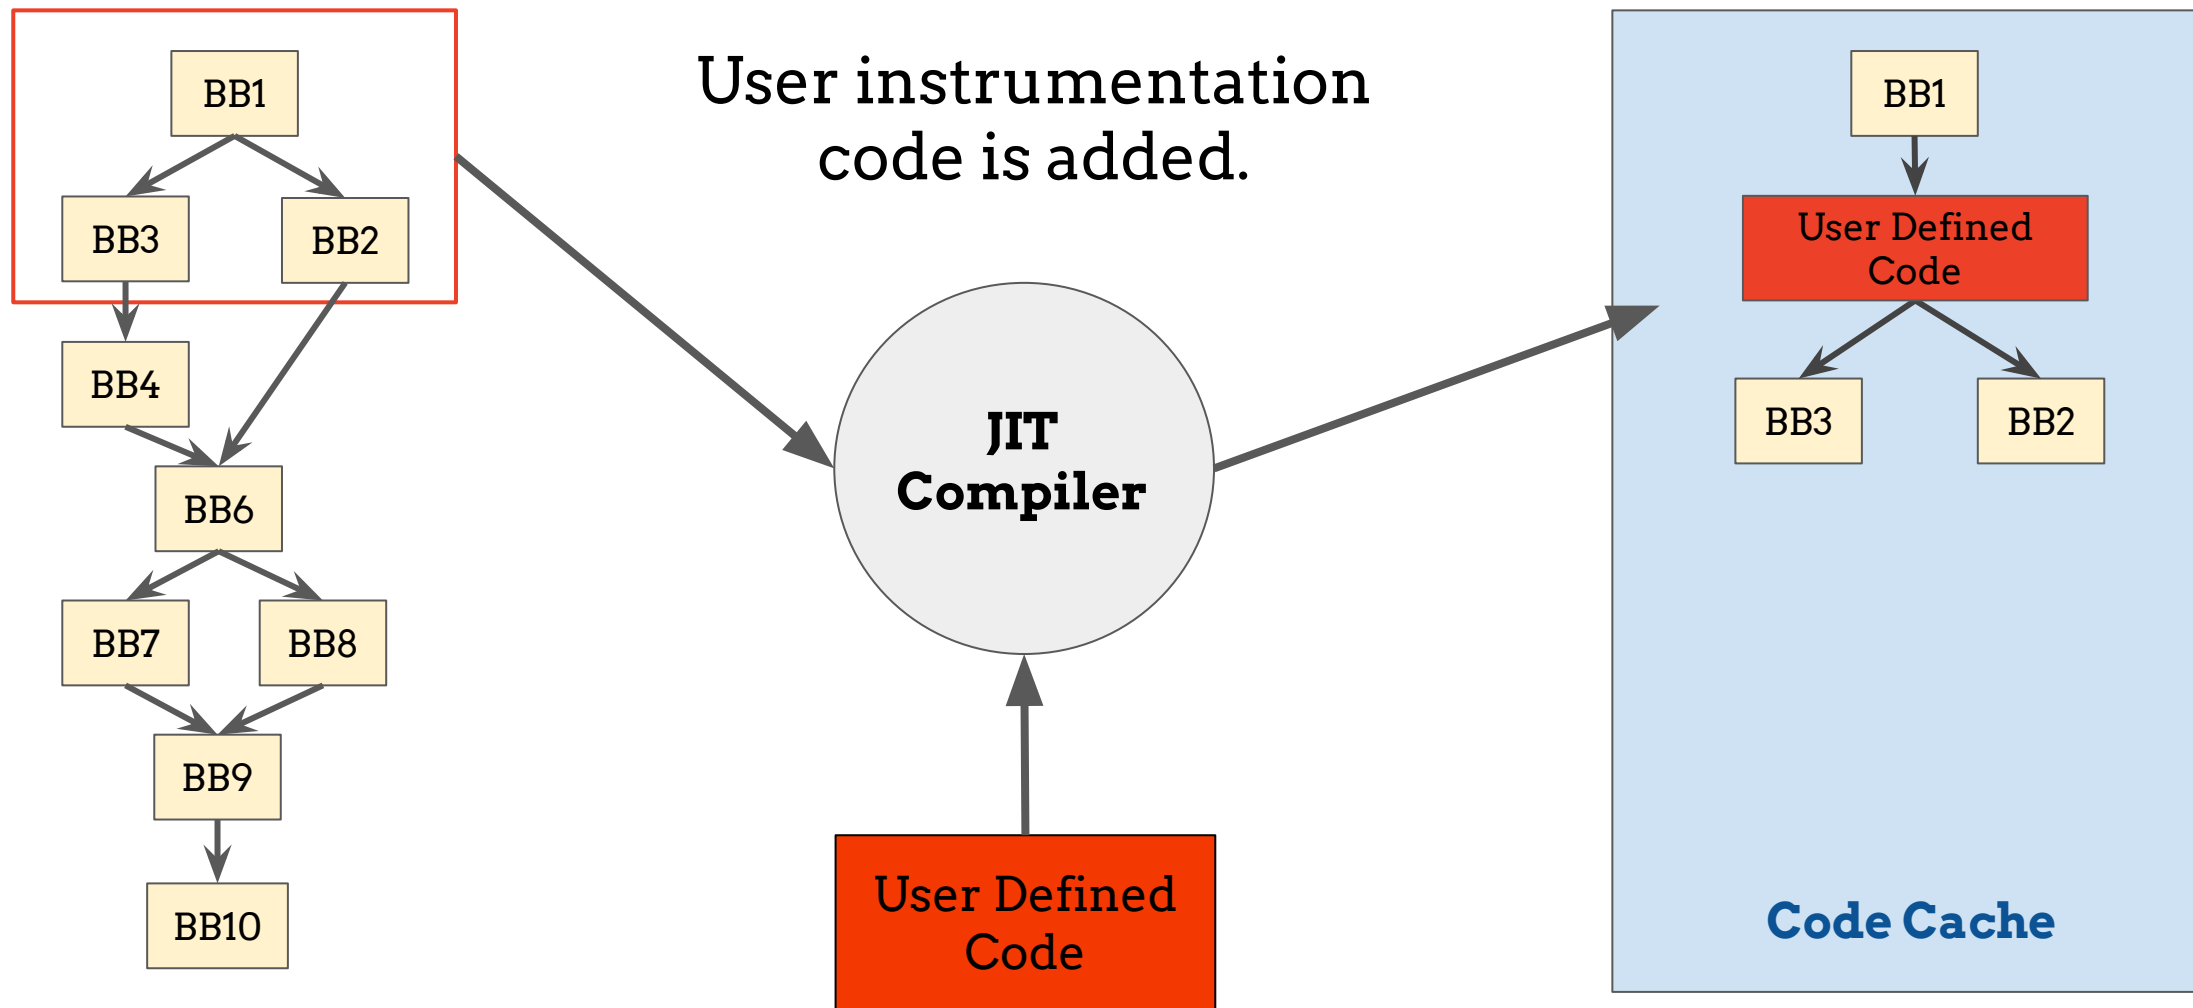 User instrumentation
code is added.
BB1
BB3
BB2
BB4
BB6
BB7
BB8
BB9
BB10
JIT
Compiler
User Defined
Code
BB1
User Defined
Code
BB3
BB2
Code Cache